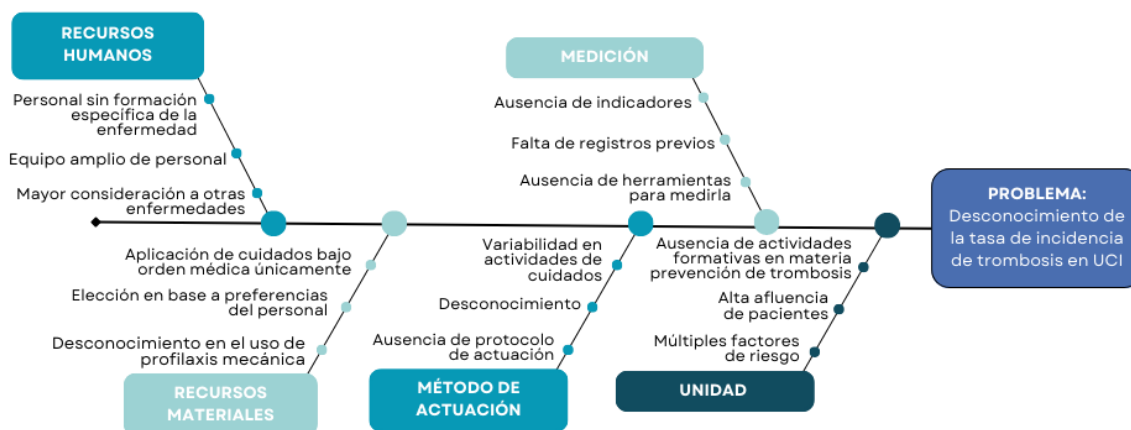 RECURSOS
HUMANOS
Personal sin formación
específica de la
enfermedad
Equipo amplio de personal
Mayor consideración a otras
enfermedades
MEDICIÓN
Ausencia de indicadores
Falta de registros previos
Ausencia de herramientas
para medirla
PROBLEMA:
Desconocimiento de
la tasa de incidencia
de trombosis en UCI
Aplicación de cuidados bajo
orden médica únicamente
Elección en base a preferencias
del personal
Desconocimiento en el uso de
profilaxis mecánica
RECURSOS
MATERIALES
Variabilidad en
actividades de
cuidados
Desconocimiento
Ausencia de protocolo
de actuación
MÉTODO DE
ACTUACIÓN
Ausencia de actividades
formativas en materia
prevención de trombosis
Alta afluencia
de pacientes
Múltiples factores
de riesgo
UNIDAD